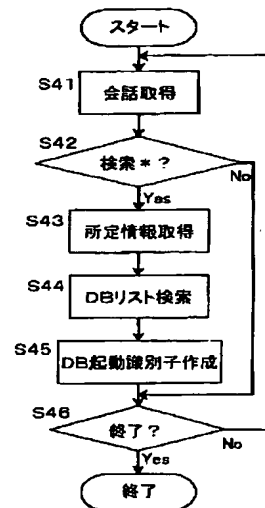 スタート
S41
会話取得
S42
検索*?
No
Yes
S43
所定情報取得
S44
DBリスト検索
S45
DB起動識別子作成
S46
終了?
No
Yes
終了